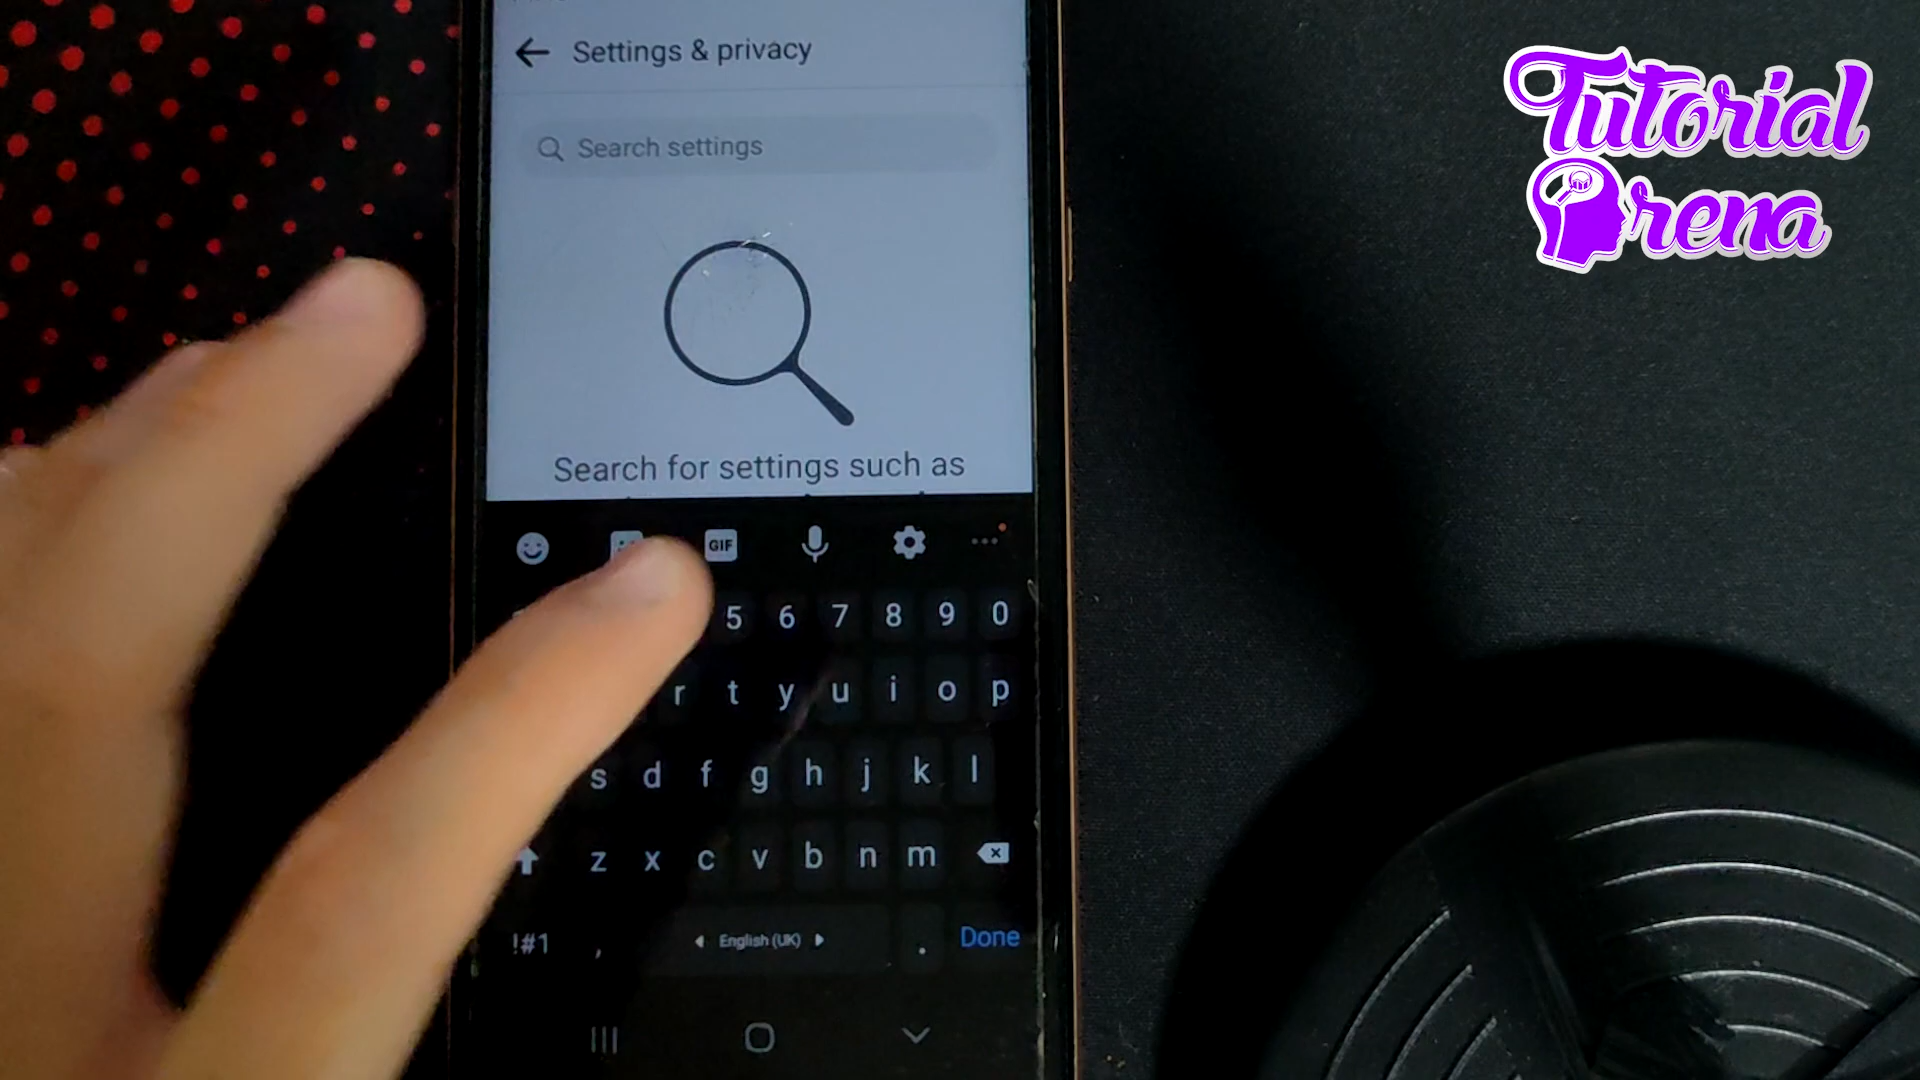 Settings & privacy
Tutorial
Arena
Search settings
Search for settings such as
GIF
5 6 7 8 9 0
r t y u i o p
s d f g h j k l
z x c v b n m
!#1 , English (UK) . Done